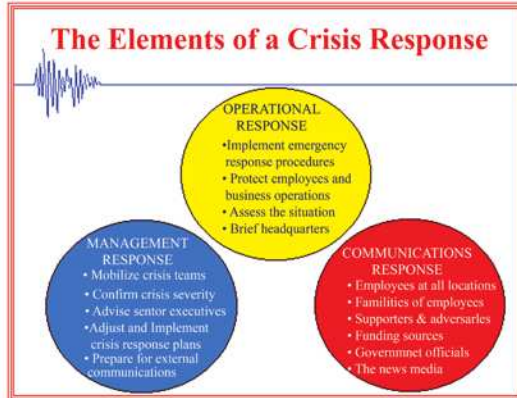 The Elements of a Crisis Response
OPERATIONAL
RESPONSE
•Implement emergency
response procedures
• Protect employees and
business operations
• Assess the situation
• Brief headquarters
MANAGEMENT
RESPONSE
• Mobilize crisis teams
• Confirm crisis severity
• Advise sentor executives
•Adjust and Implement
crisis response plans
• Prepare for external
communications
COMMUNICATIONS
RESPONSE
• Employees at all locations
• Familities of employees
• Supporters & adversarles
• Funding sources
• Governmnet officials
• The news media